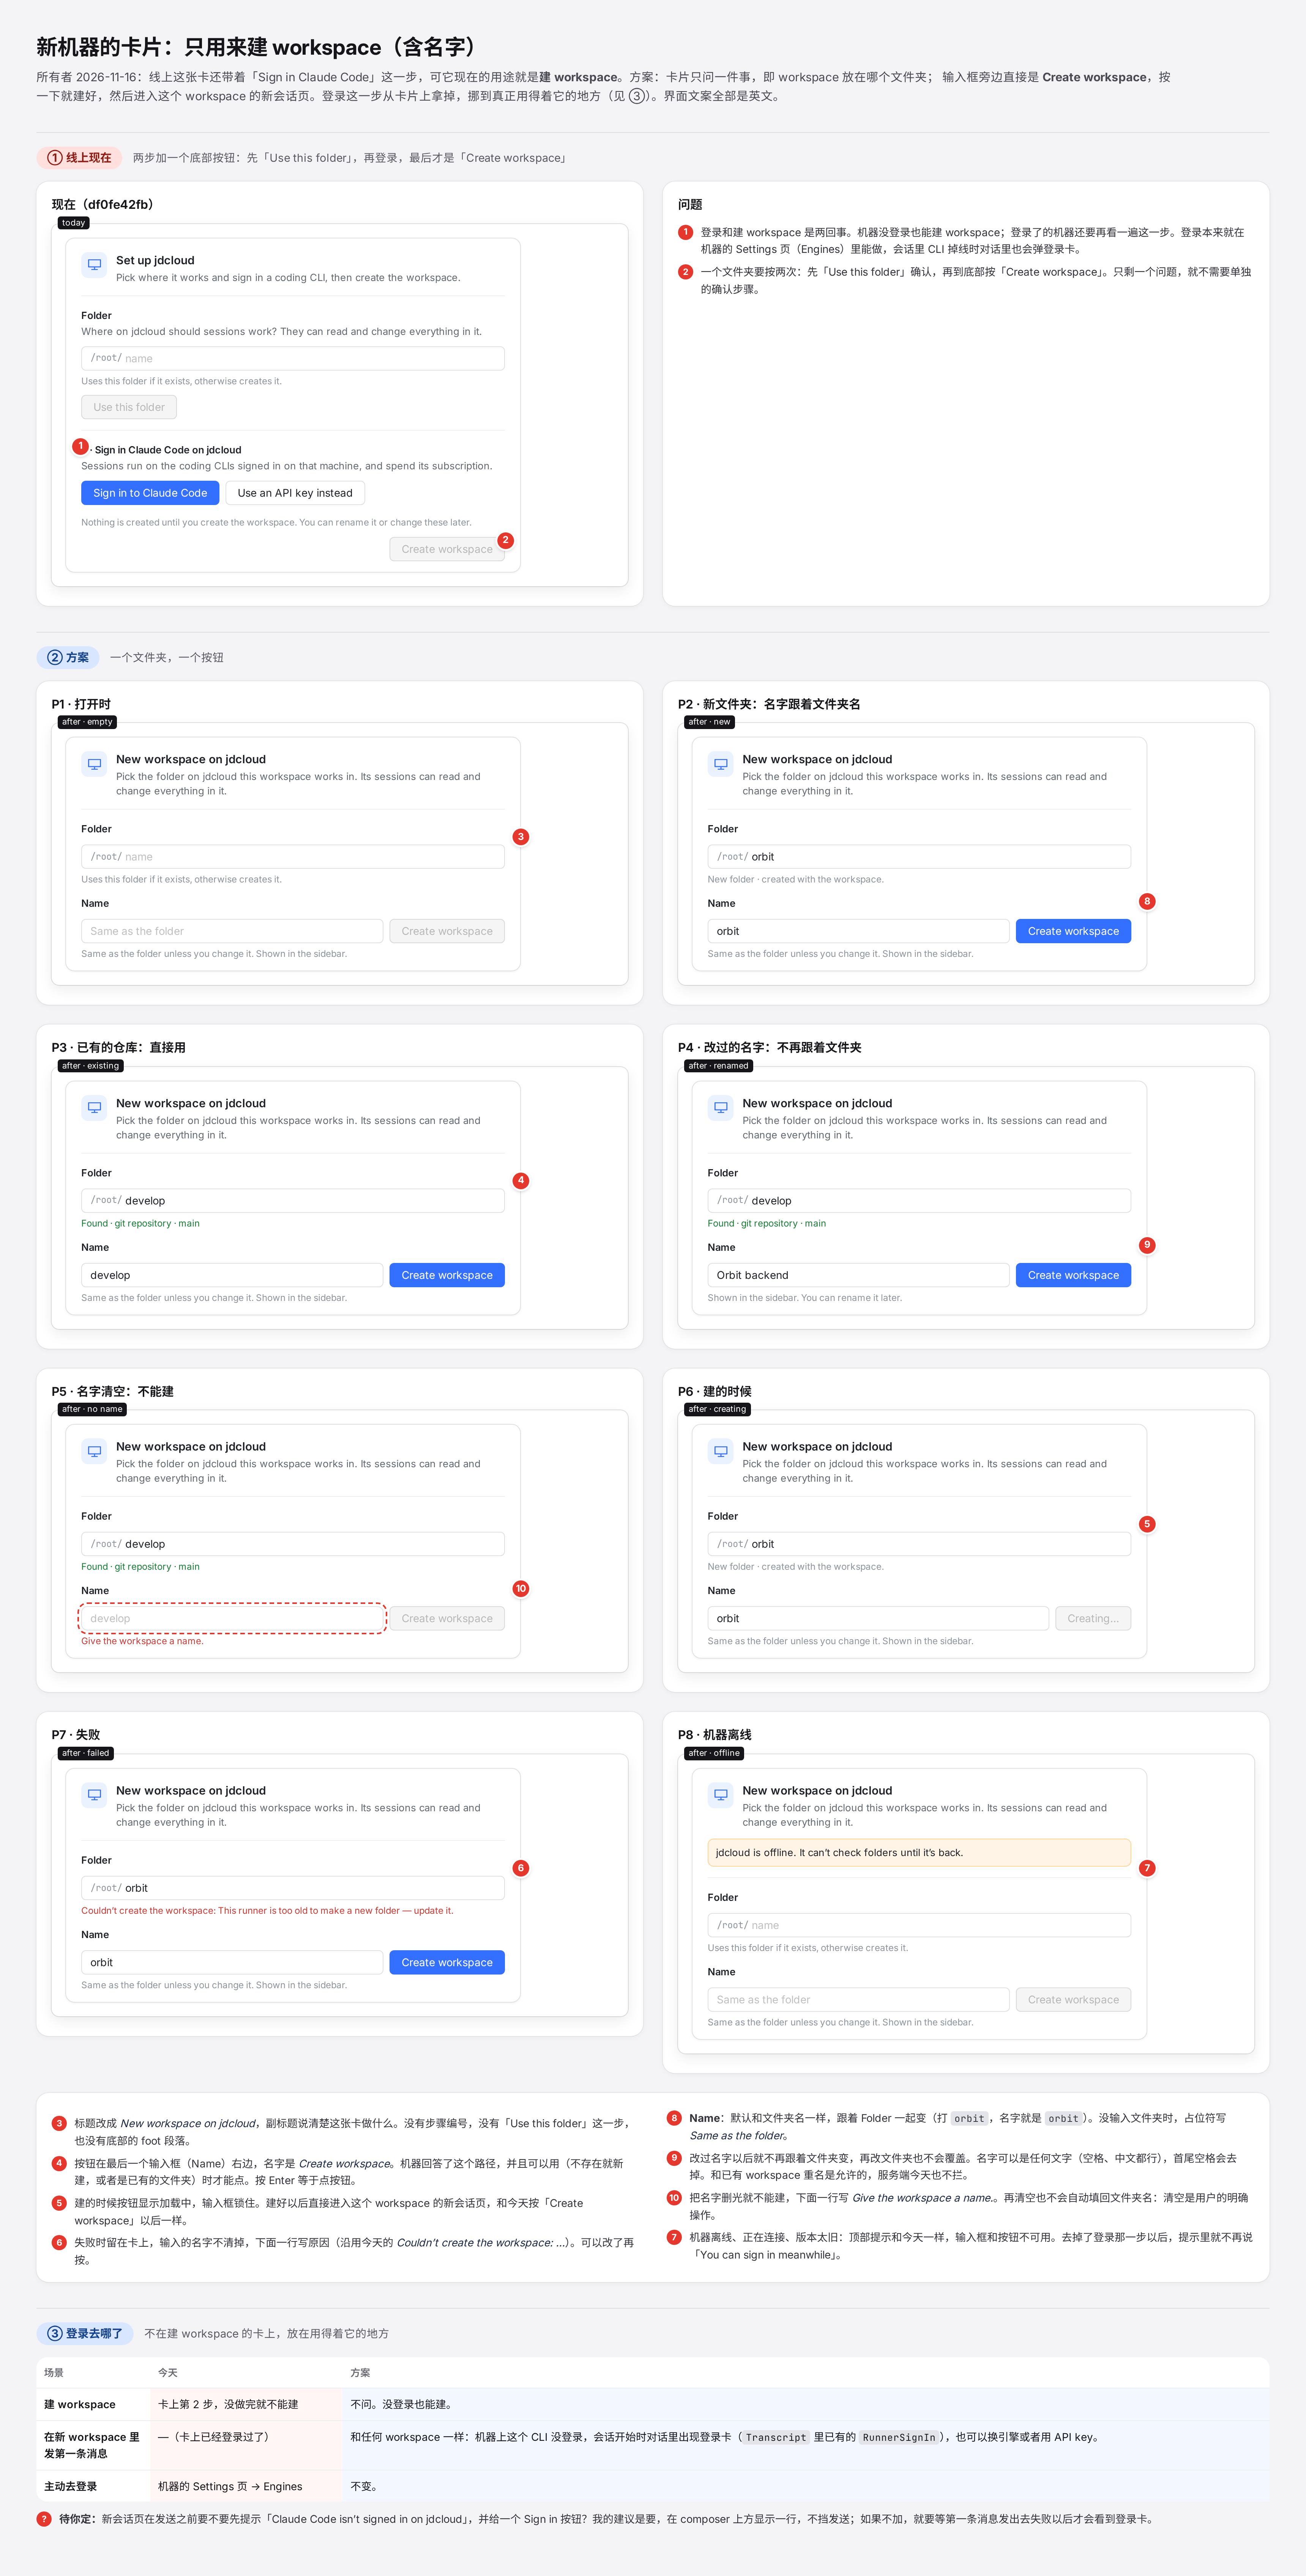 新机器的卡片：只用来建 workspace（含名字）
所有者 2026-11-16：线上这张卡还带着「Sign in Claude Code」这一步，可它现在的用途就是建 workspace。方案：卡片只问一件事，即 workspace 放在哪个文件夹；输入框旁边直接是 Create workspace，按
一下就建好，然后进入这个 workspace 的新会话页。登录这一步从卡片上拿掉，挪到真正用得着它的地方（见 ③）。界面文案全部是英文。
① 线上现在
两步加一个底部按钮：先「Use this folder」，再登录，最后才是「Create workspace」
现在（df0fe42fb）
today
Set up jdcloud
Pick where it works and sign in a coding CLI, then create the workspace.
Folder
Where on jdcloud should sessions work? They can read and change everything in it.
/root/ name
Uses this folder if it exists, otherwise creates it.
Use this folder
1
· Sign in Claude Code on jdcloud
Sessions run on the coding CLIs signed in on that machine, and spend its subscription.
Sign in to Claude Code
Use an API key instead
Nothing is created until you create the workspace. You can rename it or change these later.
Create workspace
2
问题
1 登录和建 workspace 是两回事。机器没登录也能建 workspace；登录了的机器还要再看一遍这一步。登录本来就在
机器的 Settings 页（Engines）里能做，会话里 CLI 掉线时对话里也会弹登录卡。
2 一个文件夹要按两次：先「Use this folder」确认，再到底部按「Create workspace」。只剩一个问题，就不需要单独
的确认步骤。
② 方案
一个文件夹，一个按钮
P1 · 打开时
after · empty
New workspace on jdcloud
Pick the folder on jdcloud this workspace works in. Its sessions can read and
change everything in it.
Folder
3
/root/ name
Uses this folder if it exists, otherwise creates it.
Name
Same as the folder
Create workspace
Same as the folder unless you change it. Shown in the sidebar.
P2 · 新文件夹：名字跟着文件夹名
after · new
New workspace on jdcloud
Pick the folder on jdcloud this workspace works in. Its sessions can read and
change everything in it.
Folder
/root/ orbit
New folder · created with the workspace.
Name
8
orbit
Create workspace
Same as the folder unless you change it. Shown in the sidebar.
P3 · 已有的仓库：直接用
after · existing
New workspace on jdcloud
Pick the folder on jdcloud this workspace works in. Its sessions can read and
change everything in it.
Folder
4
/root/ develop
Found · git repository · main
Name
develop
Create workspace
Same as the folder unless you change it. Shown in the sidebar.
P4 · 改过的名字：不再跟着文件夹
after · renamed
New workspace on jdcloud
Pick the folder on jdcloud this workspace works in. Its sessions can read and
change everything in it.
Folder
/root/ develop
Found · git repository · main
Name
9
Orbit backend
Create workspace
Shown in the sidebar. You can rename it later.
P5 · 名字清空：不能建
after · no name
New workspace on jdcloud
Pick the folder on jdcloud this workspace works in. Its sessions can read and
change everything in it.
Folder
/root/ develop
Found · git repository · main
Name
10
develop
Create workspace
Give the workspace a name.
P6 · 建的时候
after · creating
New workspace on jdcloud
Pick the folder on jdcloud this workspace works in. Its sessions can read and
change everything in it.
Folder
5
/root/ orbit
New folder · created with the workspace.
Name
orbit
Creating…
Same as the folder unless you change it. Shown in the sidebar.
P7 · 失败
after · failed
New workspace on jdcloud
Pick the folder on jdcloud this workspace works in. Its sessions can read and
change everything in it.
Folder
6
/root/ orbit
Couldn't create the workspace: This runner is too old to make a new folder — update it.
Name
orbit
Create workspace
Same as the folder unless you change it. Shown in the sidebar.
P8 · 机器离线
after · offline
New workspace on jdcloud
Pick the folder on jdcloud this workspace works in. Its sessions can read and
change everything in it.
jdcloud is offline. It can't check folders until it's back.
7
Folder
/root/ name
Uses this folder if it exists, otherwise creates it.
Name
Same as the folder
Create workspace
Same as the folder unless you change it. Shown in the sidebar.
3 标题改成 New workspace on jdcloud，副标题说清楚这张卡做什么。没有步骤编号，没有「Use this folder」这一步，
也没有底部的 foot 段落。
4 按钮在最后一个输入框（Name）右边，名字是 Create workspace。机器回答了这个路径，并且可以用（不存在就新
建，或者是已有的文件夹）时才能点。按 Enter 等于点按钮。
5 建的时候按钮显示加载中，输入框锁住。建好以后直接进入这个 workspace 的新会话页，和今天按「Create
workspace」以后一样。
6 失败时留在卡上，输入的名字不清掉，下面一行写原因（沿用今天的 Couldn't create the workspace: …）。可以改了再
按。
8 Name：默认和文件夹名一样，跟着 Folder 一起变（打 orbit，名字就是 orbit）。没输入文件夹时，占位符写
Same as the folder。
9 改过名字以后就不再跟着文件夹变，再改文件夹也不会覆盖。名字可以是任何文字（空格、中文都行），首尾空格会去
掉。和已有 workspace 重名是允许的，服务端今天也不拦。
10 把名字删光就不能建，下面一行写 Give the workspace a name.。再清空也不会自动填回文件夹名：清空是用户的明确
操作。
7 机器离线、正在连接、版本太旧：顶部提示和今天一样，输入框和按钮不可用。去掉了登录那一步以后，提示里就不再说
「You can sign in meanwhile」。
③ 登录去哪了
不在建 workspace 的卡上，放在用得着它的地方
场景 今天 方案
建 workspace 卡上第 2 步，没做完就不能建 不问。没登录也能建。
在新 workspace 里 —（卡上已经登录过了） 和任何 workspace 一样：机器上这个 CLI 没登录，会话开始时对话里出现登录卡（Transcript 里已有的 RunnerSignIn），也可以换引擎或者用 API key。
发第一条消息
主动去登录 机器的 Settings 页 → Engines 不变。
? 待你定：新会话页在发送之前要不要先提示「Claude Code isn't signed in on jdcloud」，并给一个 Sign in 按钮？我的建议是要，在 composer 上方显示一行，不挡发送；如果不加，就要等第一条消息发出去失败以后才会看到登录卡。